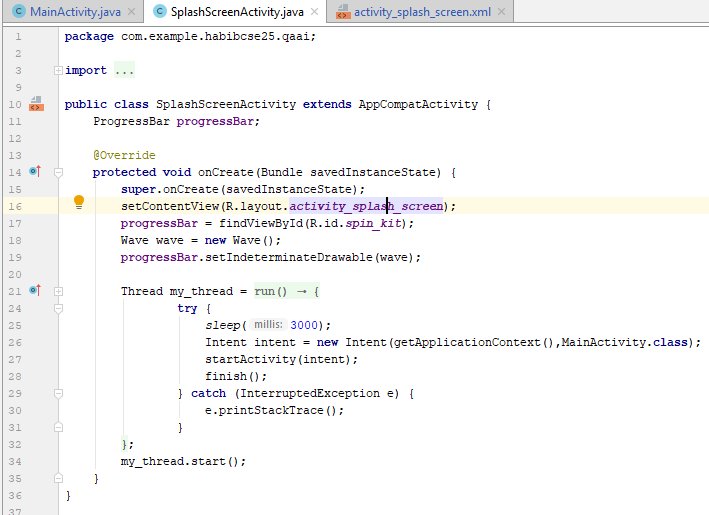 MainActivity.java × SplashScreenActivity.java × activity_splash_screen.xml ×
1 package com.example.habibcse25.qaai;
2
3 import ...
9
10 public class SplashScreenActivity extends AppCompatActivity {
11 ProgressBar progressBar;
12
13 @Override
14 protected void onCreate(Bundle savedInstanceState) {
15 super.onCreate(savedInstanceState);
16 setContentView(R.layout.activity_splash_screen);
17 progressBar = findViewById(R.id.spin_kit);
18 Wave wave = new Wave();
19 progressBar.setIndeterminateDrawable(wave);
20
21 Thread my_thread = run() → {
24 try {
25 sleep( millis: 3000);
26 Intent intent = new Intent(getApplicationContext(),MainActivity.class);
27 startActivity(intent);
28 finish();
29 } catch (InterruptedException e) {
30 e.printStackTrace();
31 }
32 };
34 my_thread.start();
35 }
36 }
37